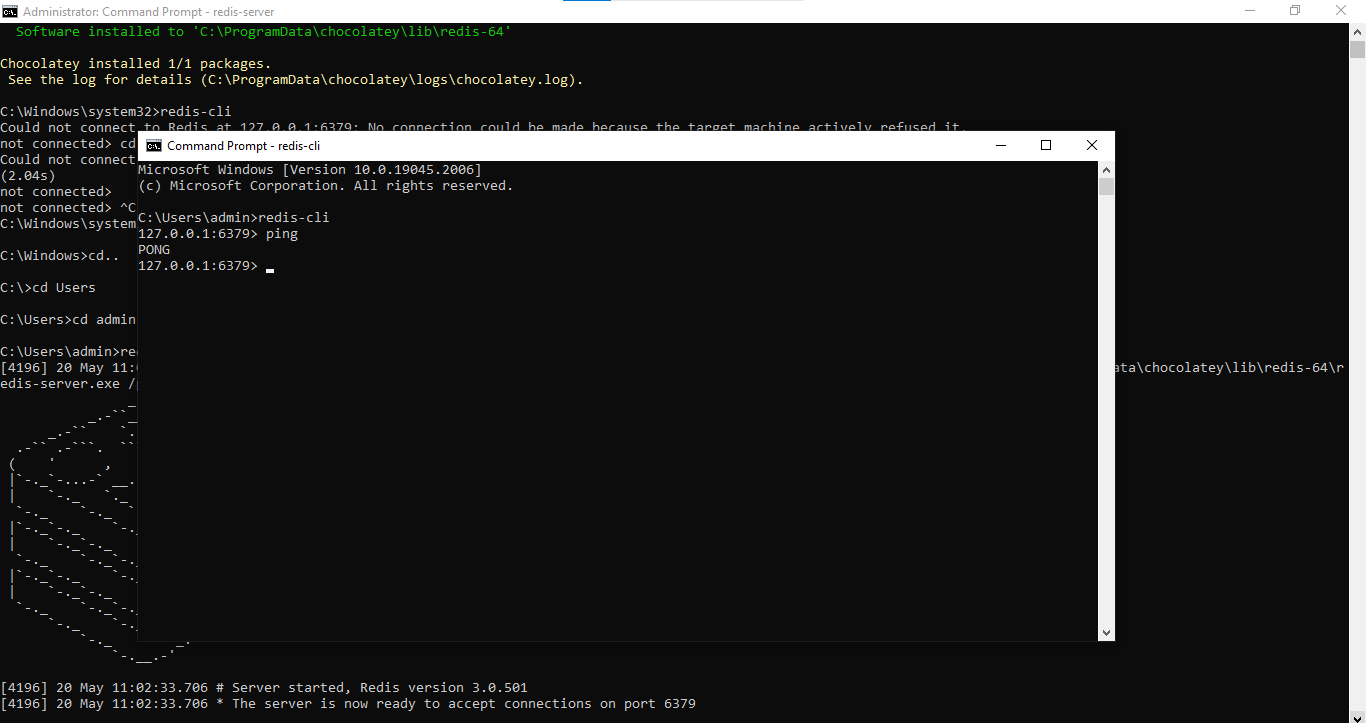 Administrator: Command Prompt - redis-server
Software installed to 'C:\ProgramData\chocolatey\lib\redis-64'
Chocolatey installed 1/1 packages.
See the log for details (C:\ProgramData\chocolatey\logs\chocolatey.log).
C:\Windows\system32>redis-cli
Could not connect to Redis at 127.0.0.1:6379: No connection could be made because the target machine actively refused it.
not connected> cd
Could not connect
(2.04s)
not connected>
not connected> ^C
C:\Windows\system
C:\Windows>cd..
C:\>cd Users
C:\Users>cd admin
C:\Users\admin>re
[4196] 20 May 11:0
ata\chocolatey\lib\redis-64\r
edis-server.exe /
[4196] 20 May 11:02:33.706 # Server started, Redis version 3.0.501
[4196] 20 May 11:02:33.706 * The server is now ready to accept connections on port 6379
Command Prompt - redis-cli
Microsoft Windows [Version 10.0.19045.2006]
(c) Microsoft Corporation. All rights reserved.
C:\Users\admin>redis-cli
127.0.0.1:6379> ping
PONG
127.0.0.1:6379>